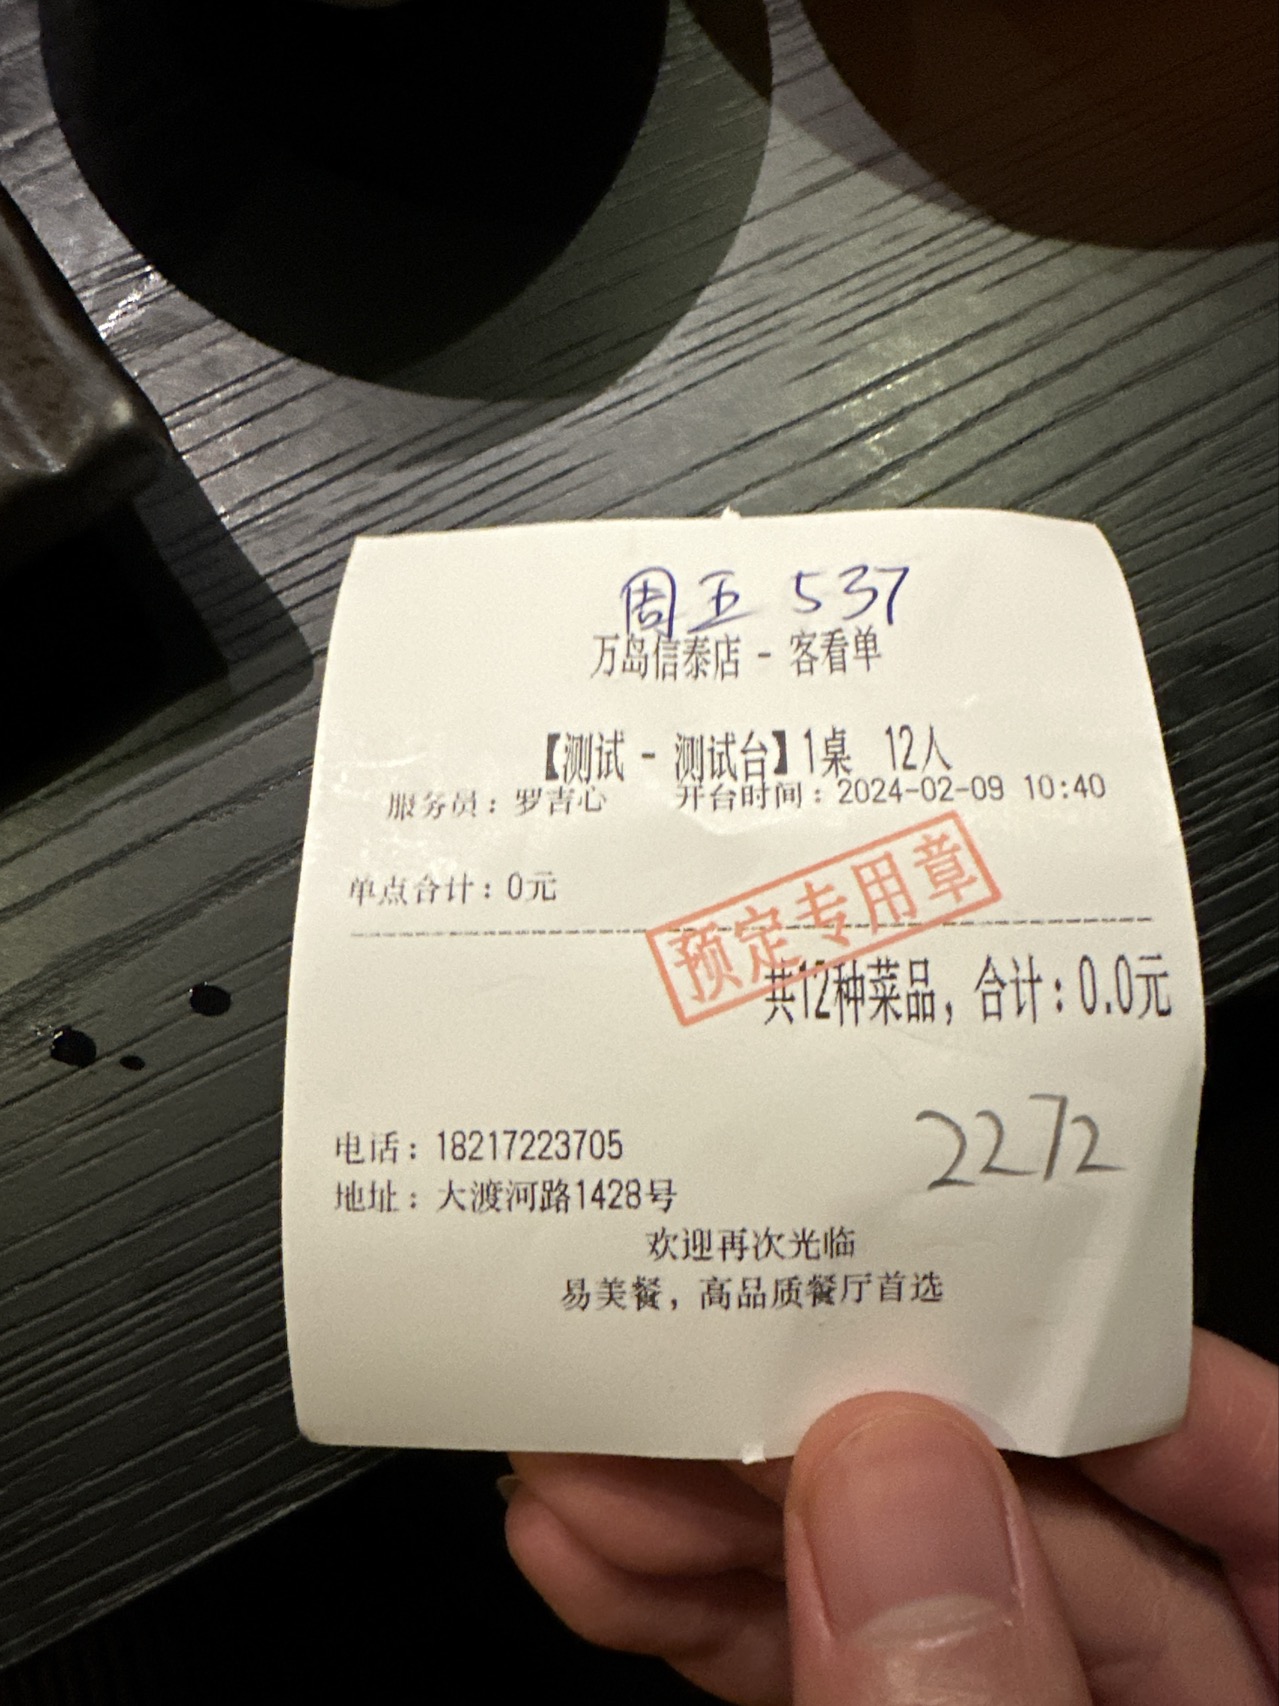 周五 537
万岛信泰店 - 客看单
【测试 - 测试台】1桌 12人
服务员：罗吉心 开台时间：2024-02-09 10:40
单点合计：0元
预定专用章
共12种菜品，合计：0.0元
2272
电话：18217223705
地址：大渡河路1428号
欢迎再次光临
易美餐，高品质餐厅首选